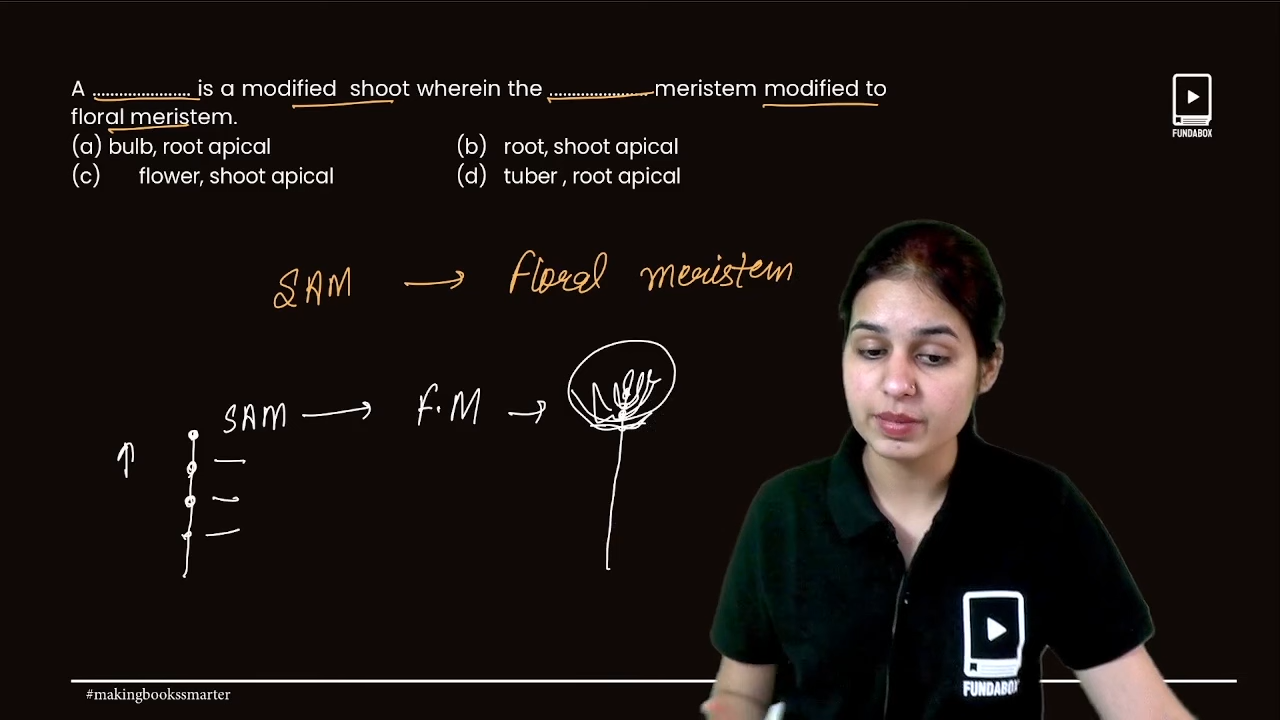 A ...................... is a modified shoot wherein the ...................... meristem modified to
floral meristem.
(a) bulb, root apical (b) root, shoot apical
(c) flower, shoot apical (d) tuber , root apical
FUNDABOX
SAM → Floral meristem
SAM → F.M →
↑
FUNDABOX
#makingbookssmarter